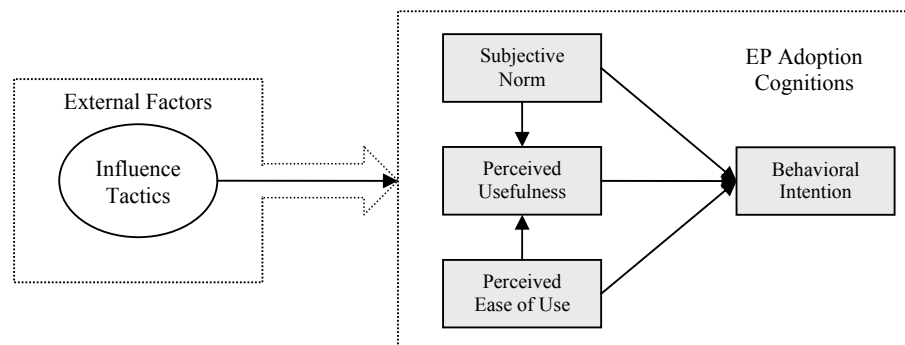 External Factors
Influence
Tactics
Subjective
Norm
Perceived
Usefulness
Perceived
Ease of Use
EP Adoption
Cognitions
Behavioral
Intention